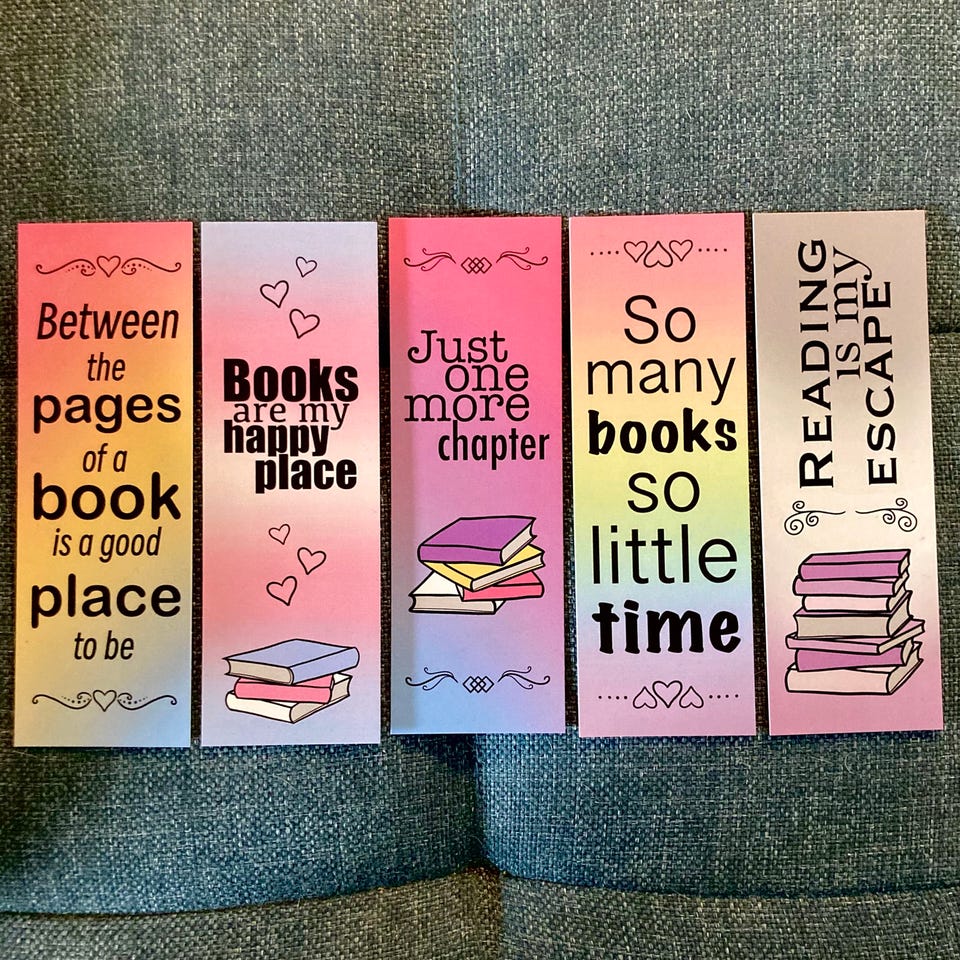 Between
the
pages
of a
book
is a good
place
to be
Books
are my
happy
place
Just
one
more
chapter
So
many
books
so
little
time
READING
is my
ESCAPE